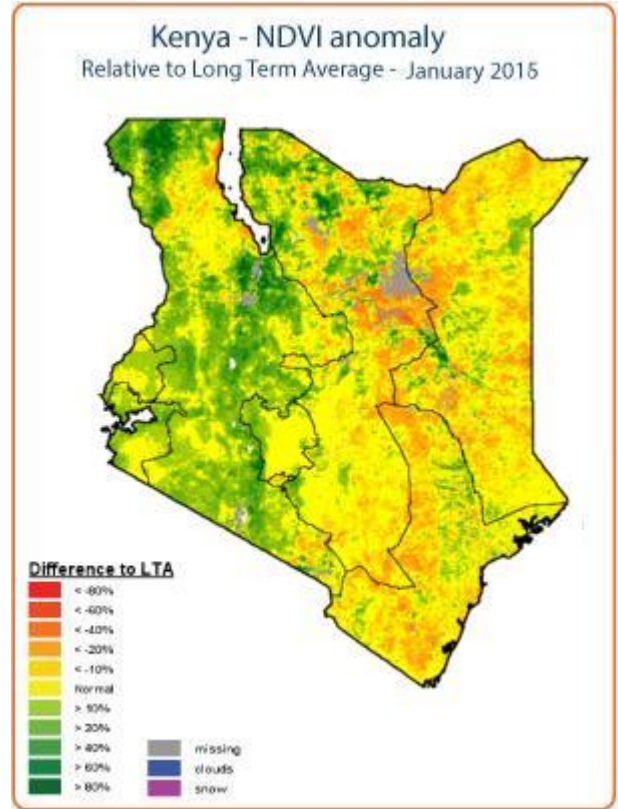 Kenya - NDVI anomaly
Relative to Long Term Average - January 2015
Difference to LTA
< -80%
< -60%
< -40%
< -20%
< -10%
Normal
> 10%
> 20%
> 40%
> 60%
> 80%
missing
clouds
snow